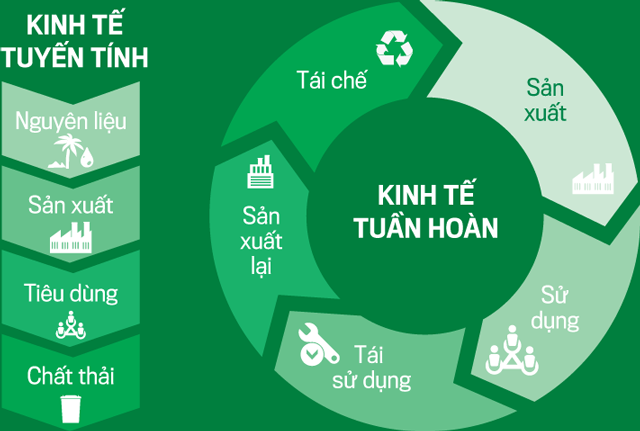 KINH TẾ
TUYẾN TÍNH
Nguyên liệu
Sản xuất
Tiêu dùng
Chất thải
KINH TẾ
TUẦN HOÀN
Sản
xuất
Sử
dụng
Tái
sử dụng
Sản
xuất
lại
Tái chế